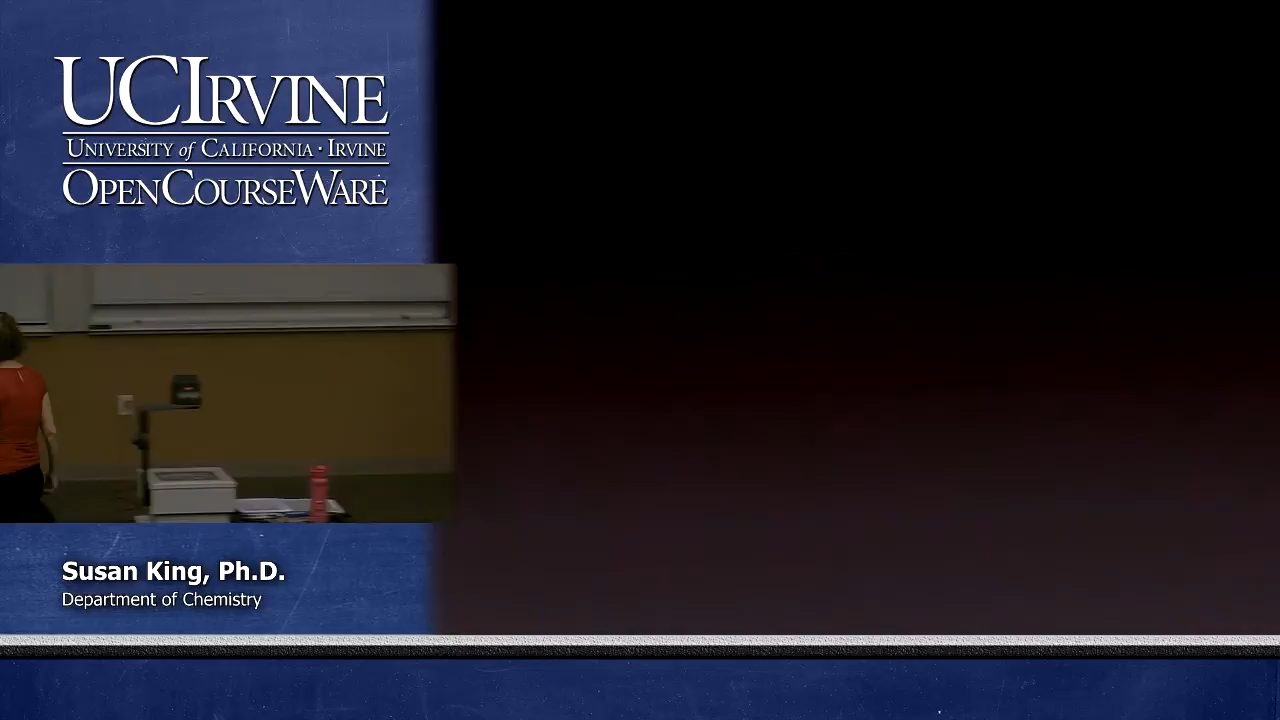 UCIRVINE
UNIVERSITY of CALIFORNIA · IRVINE
OPENCOURSEWARE
Susan King, Ph.D.
Department of Chemistry